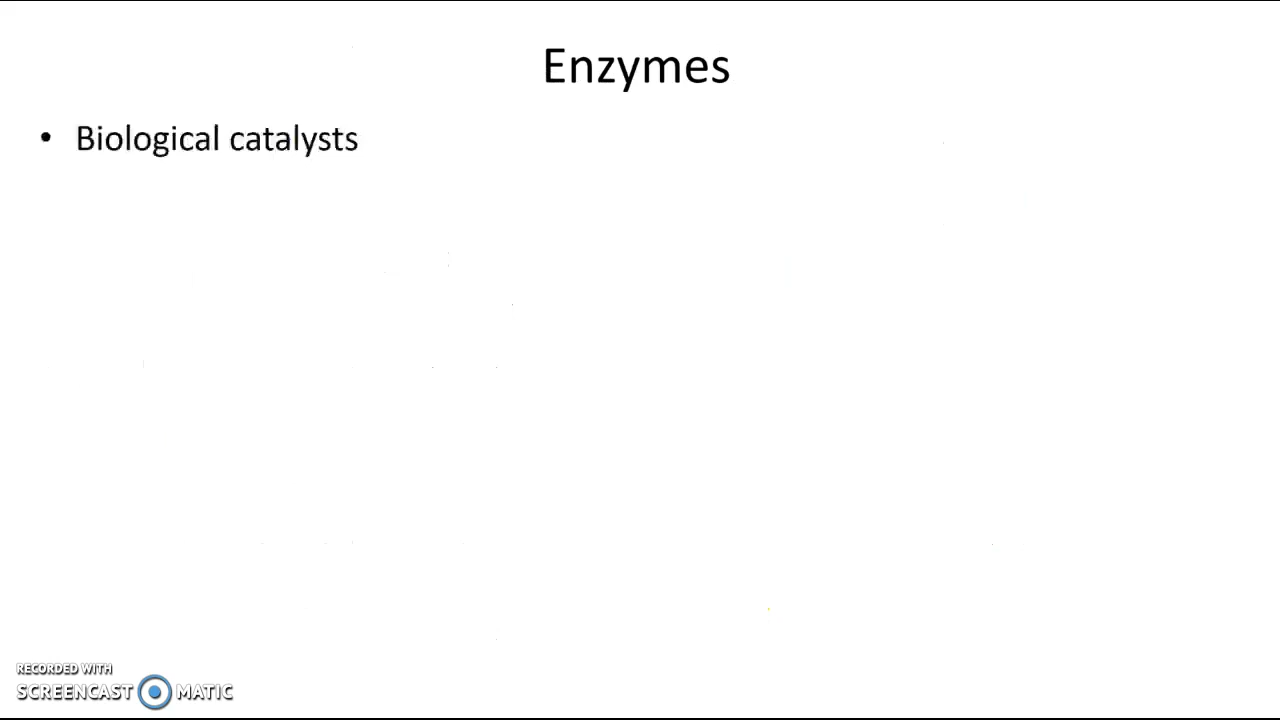 Enzymes
• Biological catalysts
RECORDED WITH
SCREENCAST MATIC